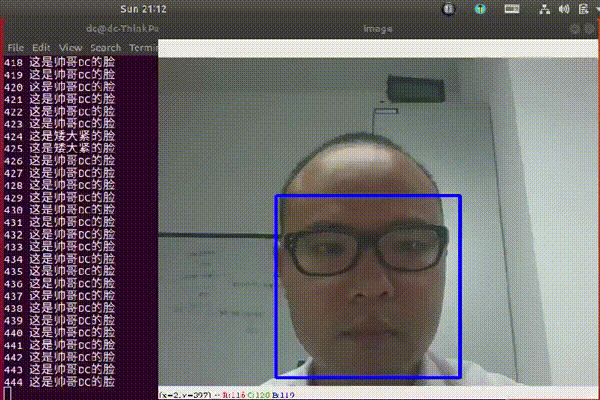 Sun 21:12
dc@dc-ThinkPa
image
File Edit View Search Termin
418 这是帅哥DC的脸
419 这是帅哥DC的脸
420 这是帅哥DC的脸
421 这是帅哥DC的脸
422 这是帅哥DC的脸
423 这是帅哥DC的脸
424 这是矮大紧的脸
425 这是矮大紧的脸
426 这是帅哥DC的脸
427 这是帅哥DC的脸
428 这是帅哥DC的脸
429 这是帅哥DC的脸
430 这是帅哥DC的脸
431 这是帅哥DC的脸
432 这是帅哥DC的脸
433 这是帅哥DC的脸
434 这是帅哥DC的脸
435 这是帅哥DC的脸
436 这是帅哥DC的脸
437 这是帅哥DC的脸
438 这是帅哥DC的脸
439 这是帅哥DC的脸
440 这是帅哥DC的脸
441 这是帅哥DC的脸
442 这是帅哥DC的脸
443 这是帅哥DC的脸
444 这是帅哥DC的脸
(x=2,y=397) ~ R:116 G:120 B:119